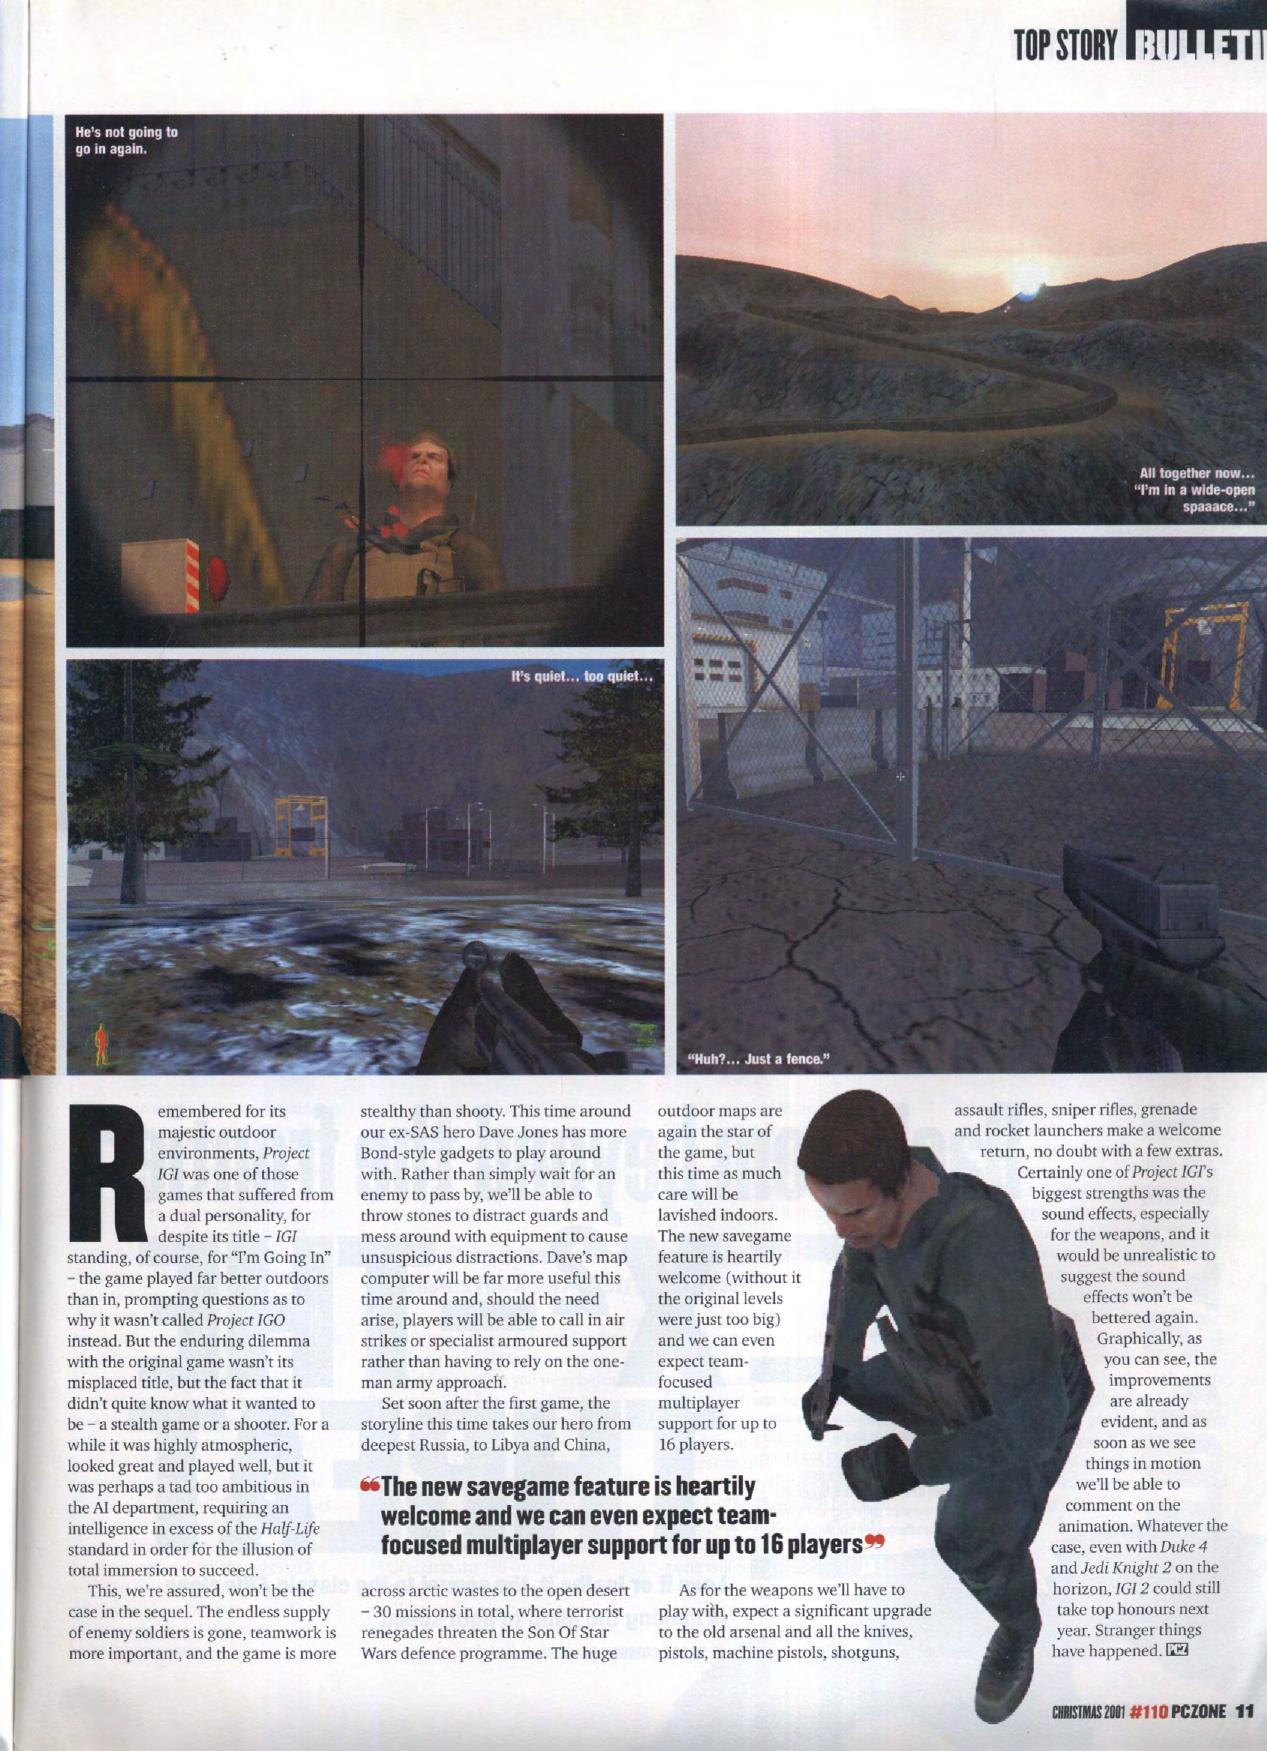 TOP STORY BULLETI
He's not going to
go in again.
All together now...
"I'm in a wide-open
spaaace..."
It's quiet... too quiet...
"Huh?... Just a fence."
Remembered for its
majestic outdoor
environments, Project
IGI was one of those
games that suffered from
a dual personality, for
despite its title – IGI
standing, of course, for "I'm Going In"
– the game played far better outdoors
than in, prompting questions as to
why it wasn't called Project IGO
instead. But the enduring dilemma
with the original game wasn't its
misplaced title, but the fact that it
didn't quite know what it wanted to
be – a stealth game or a shooter. For a
while it was highly atmospheric,
looked great and played well, but it
was perhaps a tad too ambitious in
the AI department, requiring an
intelligence in excess of the Half-Life
standard in order for the illusion of
total immersion to succeed.
This, we're assured, won't be the
case in the sequel. The endless supply
of enemy soldiers is gone, teamwork is
more important, and the game is more
stealthy than shooty. This time around
our ex-SAS hero Dave Jones has more
Bond-style gadgets to play around
with. Rather than simply wait for an
enemy to pass by, we'll be able to
throw stones to distract guards and
mess around with equipment to cause
unsuspicious distractions. Dave's map
computer will be far more useful this
time around and, should the need
arise, players will be able to call in air
strikes or specialist armoured support
rather than having to rely on the one-
man army approach.
Set soon after the first game, the
storyline this time takes our hero from
deepest Russia, to Libya and China,
across arctic wastes to the open desert
– 30 missions in total, where terrorist
renegades threaten the Son Of Star
Wars defence programme. The huge
outdoor maps are
again the star of
the game, but
this time as much
care will be
lavished indoors.
The new savegame
feature is heartily
welcome (without it
the original levels
were just too big)
and we can even
expect team-
focused
multiplayer
support for up to
16 players.
"The new savegame feature is heartily
welcome and we can even expect team-
focused multiplayer support for up to 16 players"
As for the weapons we'll have to
play with, expect a significant upgrade
to the old arsenal and all the knives,
pistols, machine pistols, shotguns,
assault rifles, sniper rifles, grenade
and rocket launchers make a welcome
return, no doubt with a few extras.
Certainly one of Project IGI's
biggest strengths was the
sound effects, especially
for the weapons, and it
would be unrealistic to
suggest the sound
effects won't be
bettered again.
Graphically, as
you can see, the
improvements
are already
evident, and as
soon as we see
things in motion
we'll be able to
comment on the
animation. Whatever the
case, even with Duke 4
and Jedi Knight 2 on the
horizon, IGI 2 could still
take top honours next
year. Stranger things
have happened. PCZ
CHRISTMAS 2001 #110 PCZONE 11